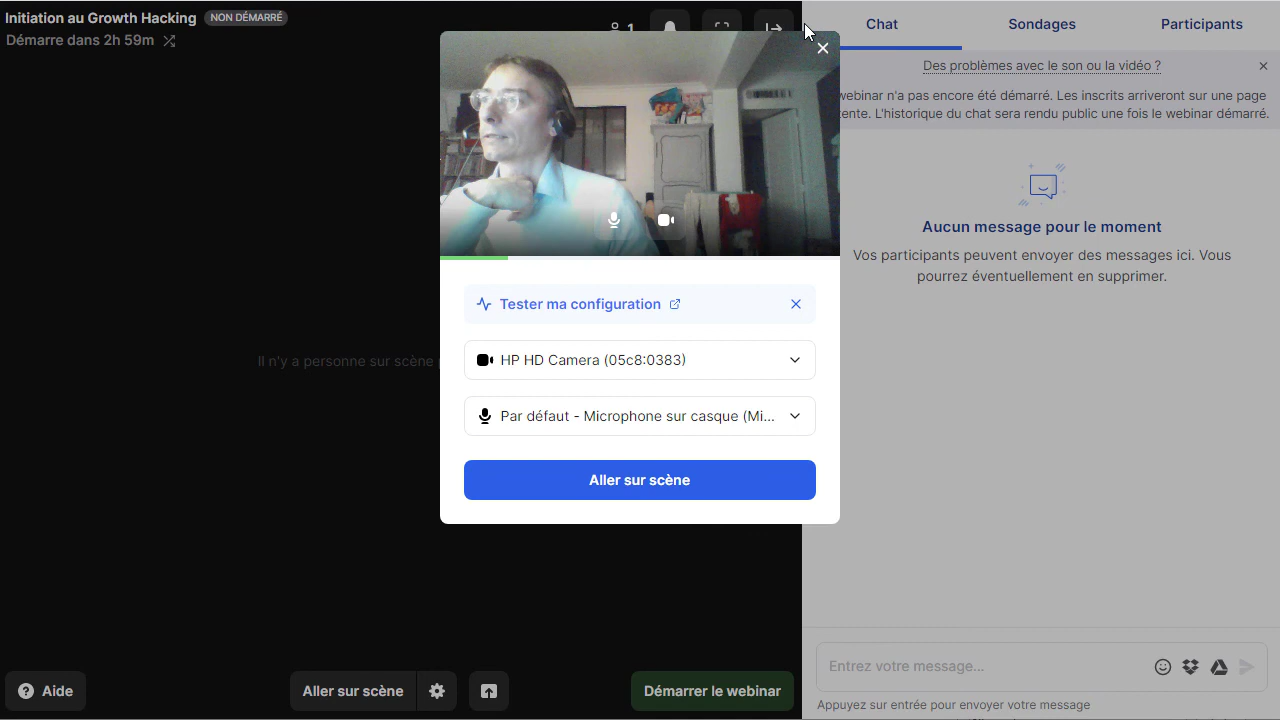 Initiation au Growth Hacking NON DÉMARRÉ
Démarre dans 2h 59m
1
Chat Sondages Participants
Des problèmes avec le son ou la vidéo ?
webinar n'a pas encore été démarré. Les inscrits arriveront sur une page
tente. L'historique du chat sera rendu public une fois le webinar démarré.
Aucun message pour le moment
Vos participants peuvent envoyer des messages ici. Vous
pourrez éventuellement en supprimer.
Tester ma configuration
HP HD Camera (05c8:0383)
Il n'y a personne sur scène
Par défaut - Microphone sur casque (Mi...
Aller sur scène
Entrez votre message...
Aide
Aller sur scène
Démarrer le webinar
Appuyez sur entrée pour envoyer votre message